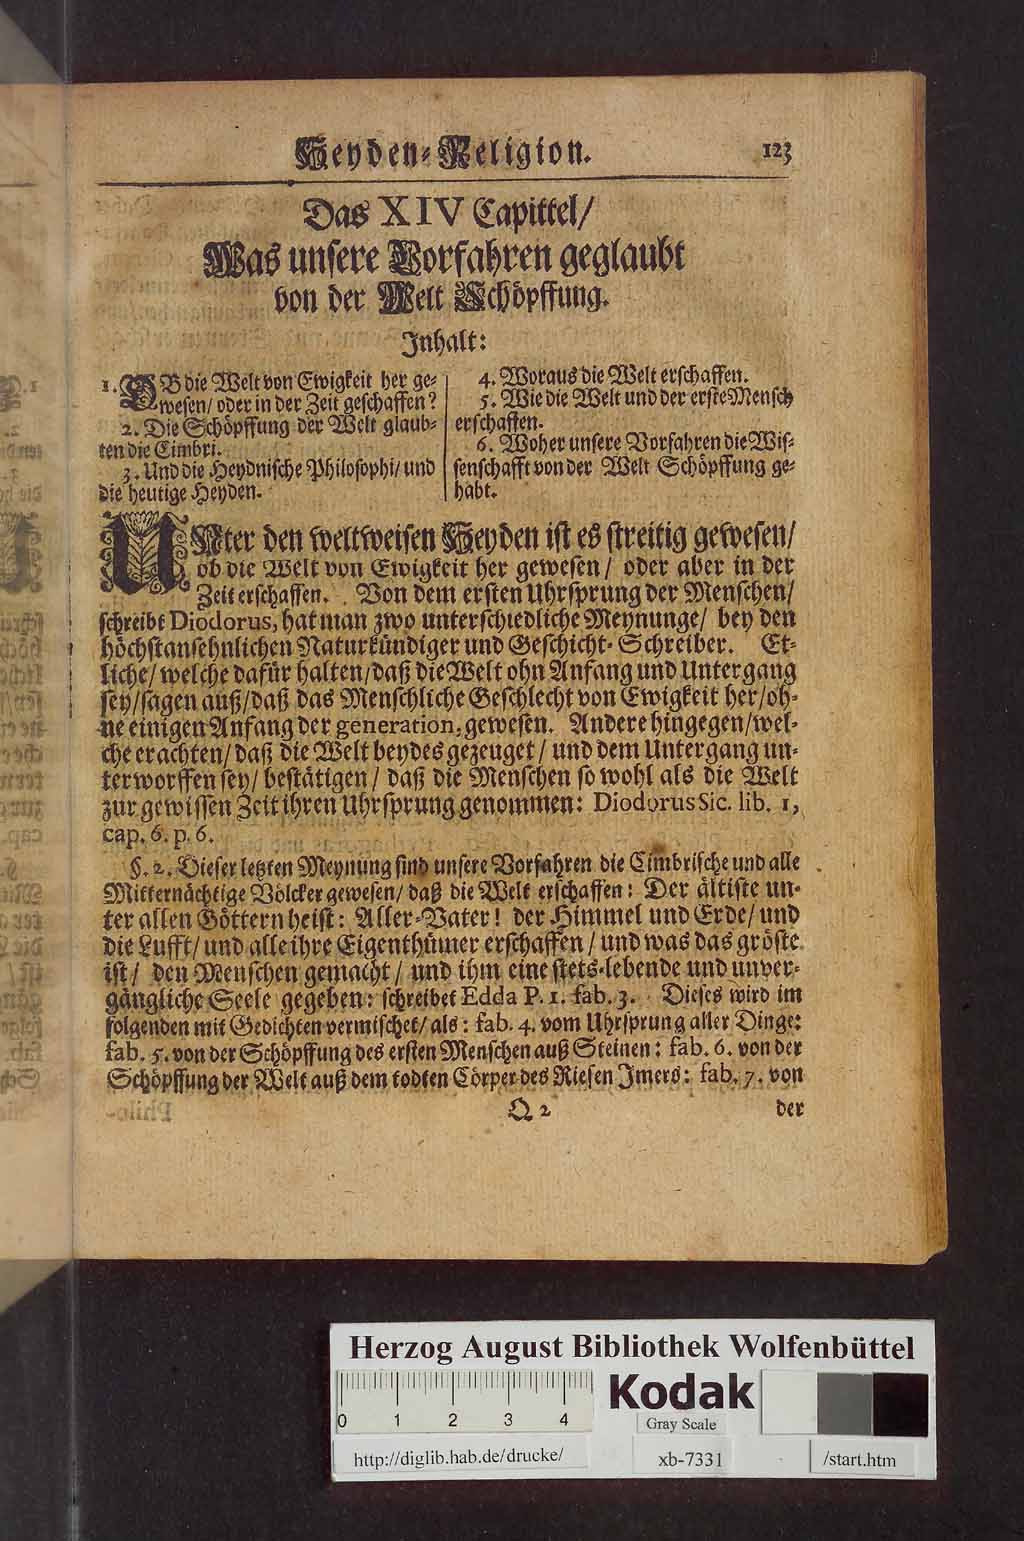 Heyden-Religion. 123
Das XIV Capittel/
Was unsere Vorfahren geglaubt
von der Welt Schöpffung.
Inhalt:
1. OB die Welt von Ewigkeit her ge-
wesen/ oder in der Zeit geschaffen?
2. Die Schöpffung der Welt glaub-
ten die Cimbri.
3. Und die Heydnische Philosophi/ und
die heutige Heyden.
4. Woraus die Welt erschaffen.
5. Wie die Welt und der erste Mensch
erschaffen.
6. Woher unsere Vorfahren die Wis-
senschafft von der Welt Schöpffung ge-
habt.
UNter den weltweisen Heyden ist es streitig gewesen/
ob die Welt von Ewigkeit her gewesen/ oder aber in der
Zeit erschaffen. Von dem ersten Uhrsprung der Menschen/
schreibt Diodorus, hat man zwo unterschiedliche Meynunge/ bey den
höchstansehnlichen Naturkündiger und Geschicht-Schreiber. Et-
liche/ welche dafür halten/ daß die Welt ohn Anfang und Untergang
sey/ sagen auß/ daß das Menschliche Geschlecht von Ewigkeit her/ oh-
ne einigen Anfang der generation, gewesen. Andere hingegen/ wel-
che erachten/ daß die Welt beydes gezeuget/ und dem Untergang un-
terworffen sey/ bestätigen/ daß die Menschen so wohl als die Welt
zur gewissen Zeit ihren Uhrsprung genommen: Diodorus Sic. lib. 1,
cap. 6. p. 6.
§. 2. Dieser letzten Meynung sind unsere Vorfahren die Cimbrische und alle
Mitternächtige Völcker gewesen/ daß die Welt erschaffen: Der ältiste un-
ter allen Göttern heist: Aller-Vater! der Himmel und Erde/ und
die Lufft/ und alle ihre Eigenthümer erschaffen/ und was das gröste
ist/ den Menschen gemacht/ und ihm eine stets-lebende und unver-
gängliche Seele gegeben: schreibet Edda P. 1. fab. 3. Dieses wird im
folgenden mit Gedichten vermischet/ als: fab. 4. vom Uhrsprung aller Dinge:
fab. 5. von der Schöpffung des ersten Menschen auß Steinen: fab. 6. von der
Schöpffung der Welt auß dem todten Cörper des Riesen Jmers: fab. 7. von
Q 2 der
Herzog August Bibliothek Wolfenbüttel
0 1 2 3 4
Kodak
Gray Scale
http://diglib.hab.de/drucke/ xb-7331 /start.htm